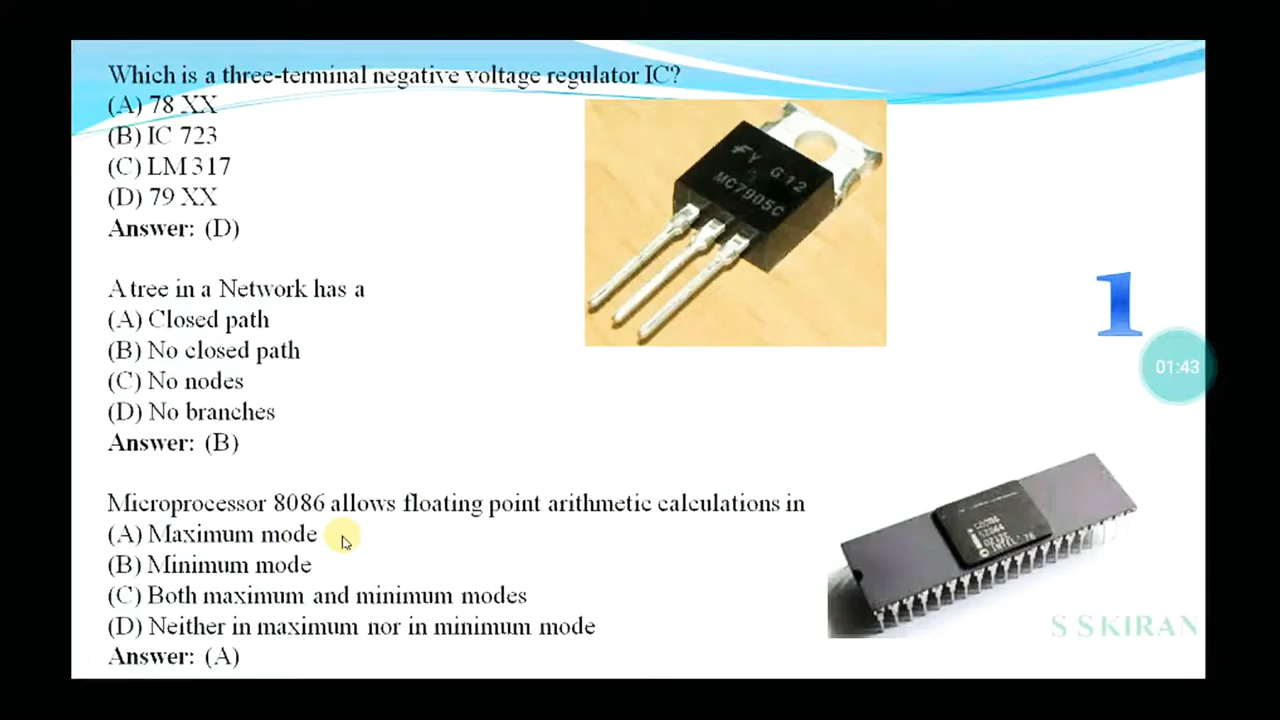 Which is a three-terminal negative voltage regulator IC?
(A) 78 XX
(B) IC 723
(C) LM 317
(D) 79 XX
Answer: (D)
Y G12
MC7905C
A tree in a Network has a
(A) Closed path
(B) No closed path
(C) No nodes
(D) No branches
Answer: (B)
1
01:43
Microprocessor 8086 allows floating point arithmetic calculations in
(A) Maximum mode
(B) Minimum mode
(C) Both maximum and minimum modes
(D) Neither in maximum nor in minimum mode
Answer: (A)
S S KIRAN